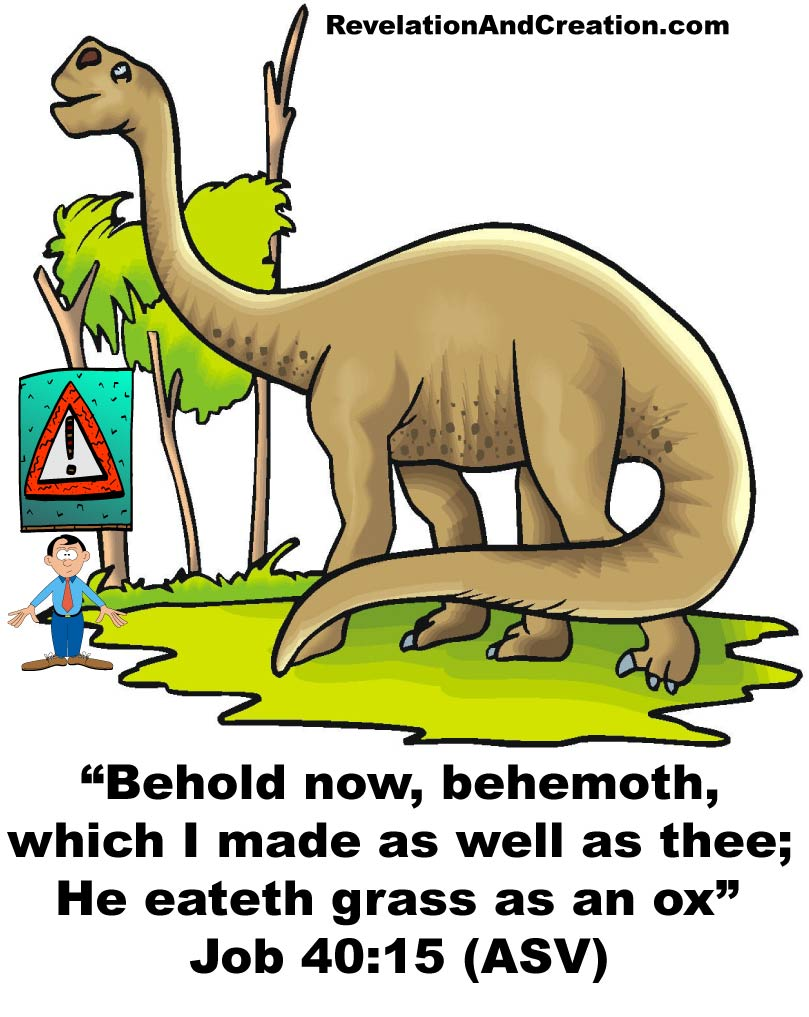 RevelationAndCreation.com
!
“Behold now, behemoth,
which I made as well as thee;
He eateth grass as an ox”
Job 40:15 (ASV)